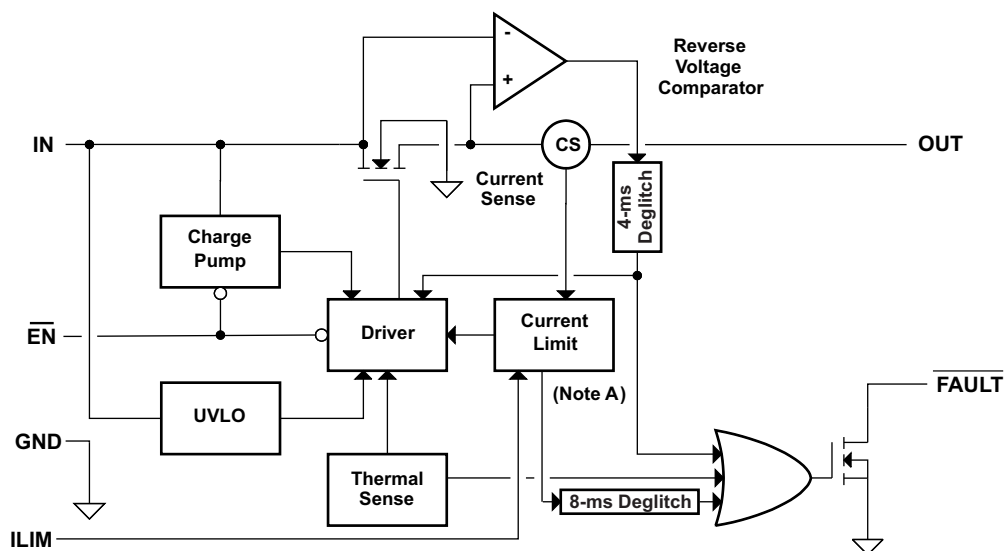 -
+
Reverse
Voltage
Comparator
IN
CS
OUT
Current
Sense
4-ms
Deglitch
Charge
Pump
EN
Driver
Current
Limit
(Note A)
FAULT
UVLO
GND
Thermal
Sense
8-ms Deglitch
ILIM